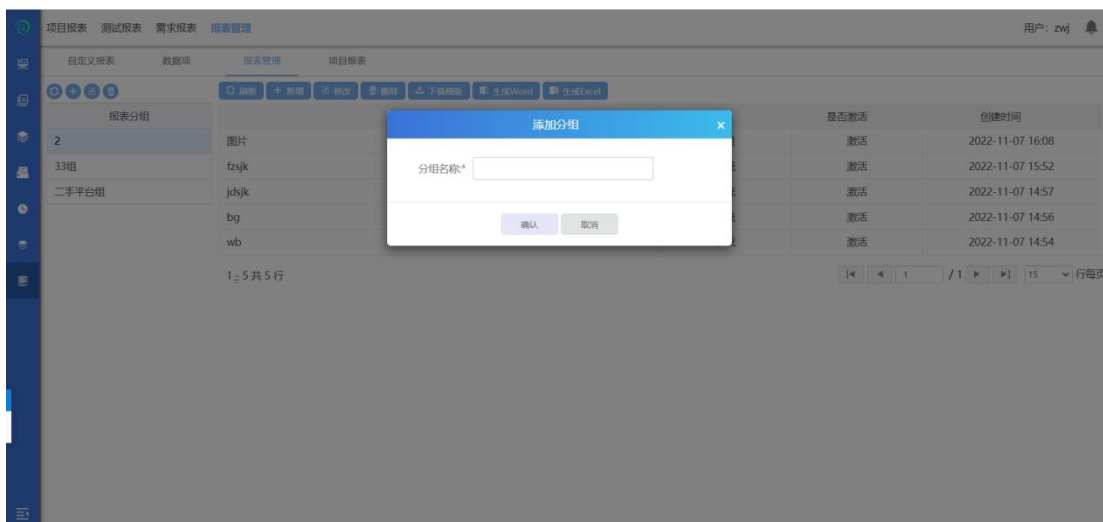 项目报表 测试报表 需求报表 报表管理 用户：zwj
自定义报表 数据项 报表管理 项目报表
刷新 新增 修改 删除 下载模版 生成Word 生成Excel
报表分组 是否激活 创建时间
添加分组 ×
2 图片 激活 2022-11-07 16:08
33组 fzsjk 激活 2022-11-07 15:52
分组名称:*
二手平台组 jdsjk 激活 2022-11-07 14:57
bg 激活 2022-11-07 14:56
确认 取消
wb 激活 2022-11-07 14:54
1 - 5 共 5 行 1 / 1 15 行每页